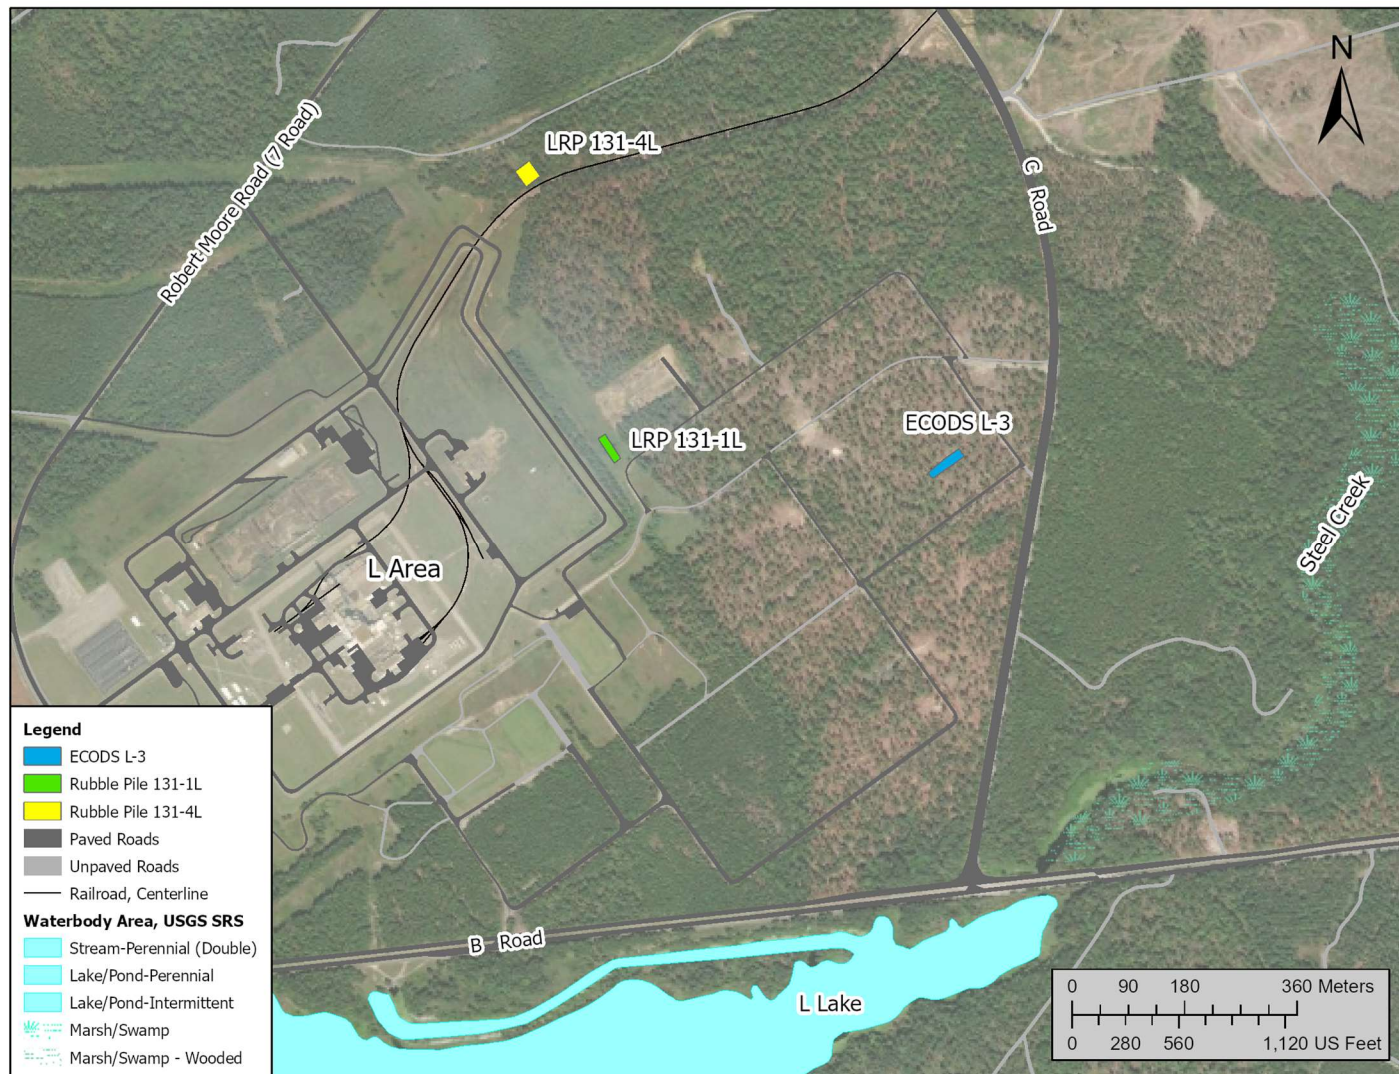 N
LRP 131-4L
Robert Moore Road (7 Road)
C Road
LRP 131-1L
ECODS L-3
Steel Creek
L Area
B Road
L Lake
Legend
ECODS L-3
Rubble Pile 131-1L
Rubble Pile 131-4L
Paved Roads
Unpaved Roads
Railroad, Centerline
Waterbody Area, USGS SRS
Stream-Perennial (Double)
Lake/Pond-Perennial
Lake/Pond-Intermittent
Marsh/Swamp
Marsh/Swamp - Wooded
0 90 180 360 Meters
0 280 560 1,120 US Feet